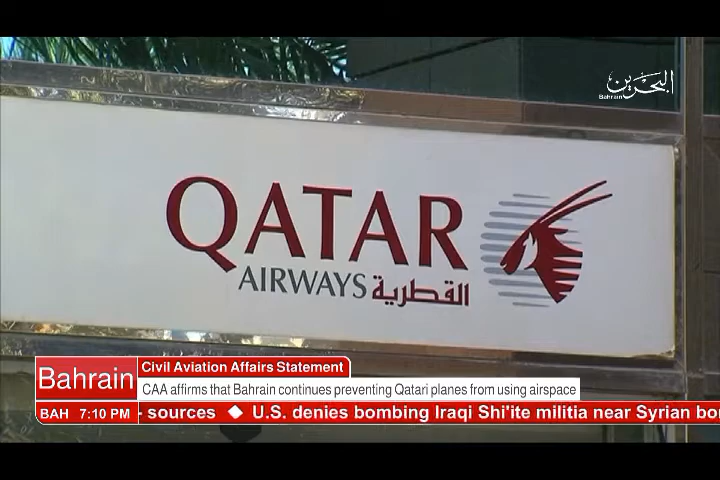 البحرين
Bahrain
QATAR
AIRWAYS القطرية
Bahrain
Civil Aviation Affairs Statement
CAA affirms that Bahrain continues preventing Qatari planes from using airspace
BAH 7:10 PM - sources ◆ U.S. denies bombing Iraqi Shi'ite militia near Syrian bor